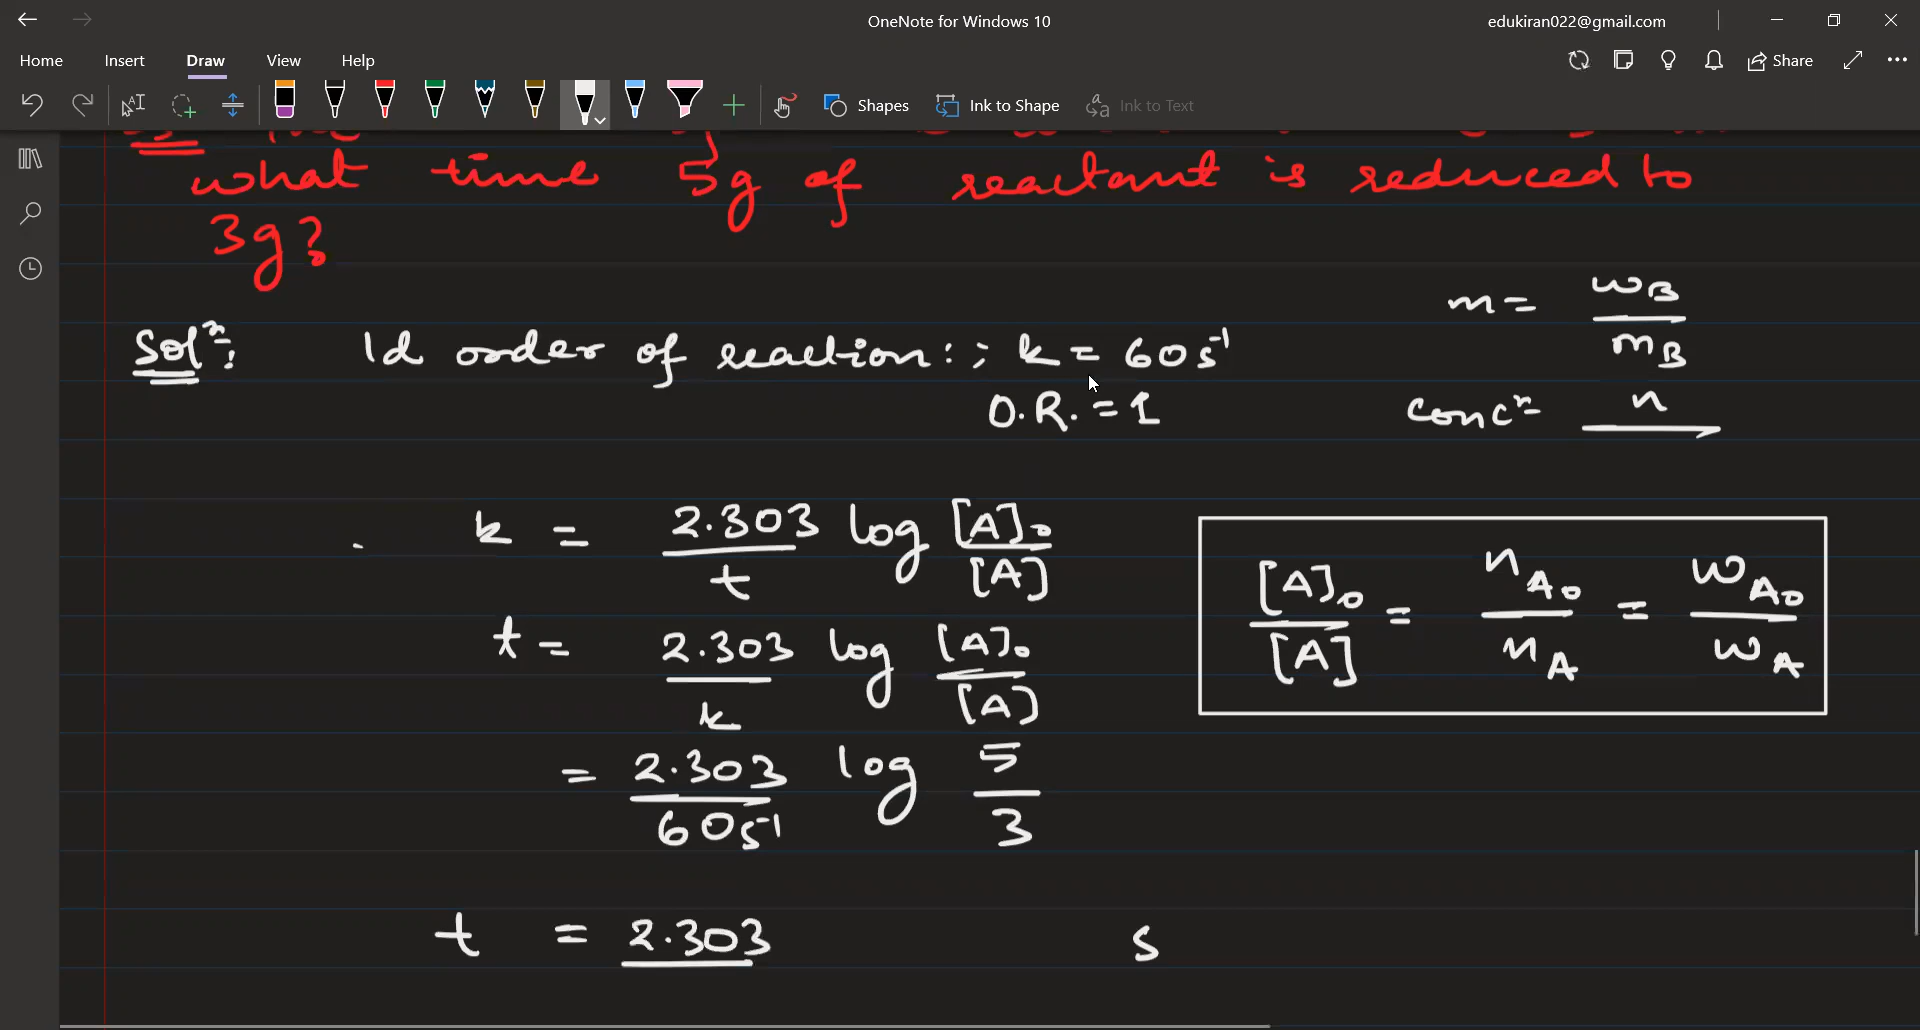 OneNote for Windows 10
edukiran022@gmail.com
Home Insert Draw View Help
Share
Shapes Ink to Shape Ink to Text
what time 5g of reactant is reduced to
3g?
m = wB / mB
Solⁿ: Id order of reaction: ; k = 60 s⁻¹
O.R. = 1
concⁿ = n /
k = 2.303 / t log [A]₀ / [A]
[A]₀ / [A] = nA₀ / nA = wA₀ / wA
t = 2.303 / k log [A]₀ / [A]
= 2.303 / 60 s⁻¹ log 5 / 3
t = 2.303 s